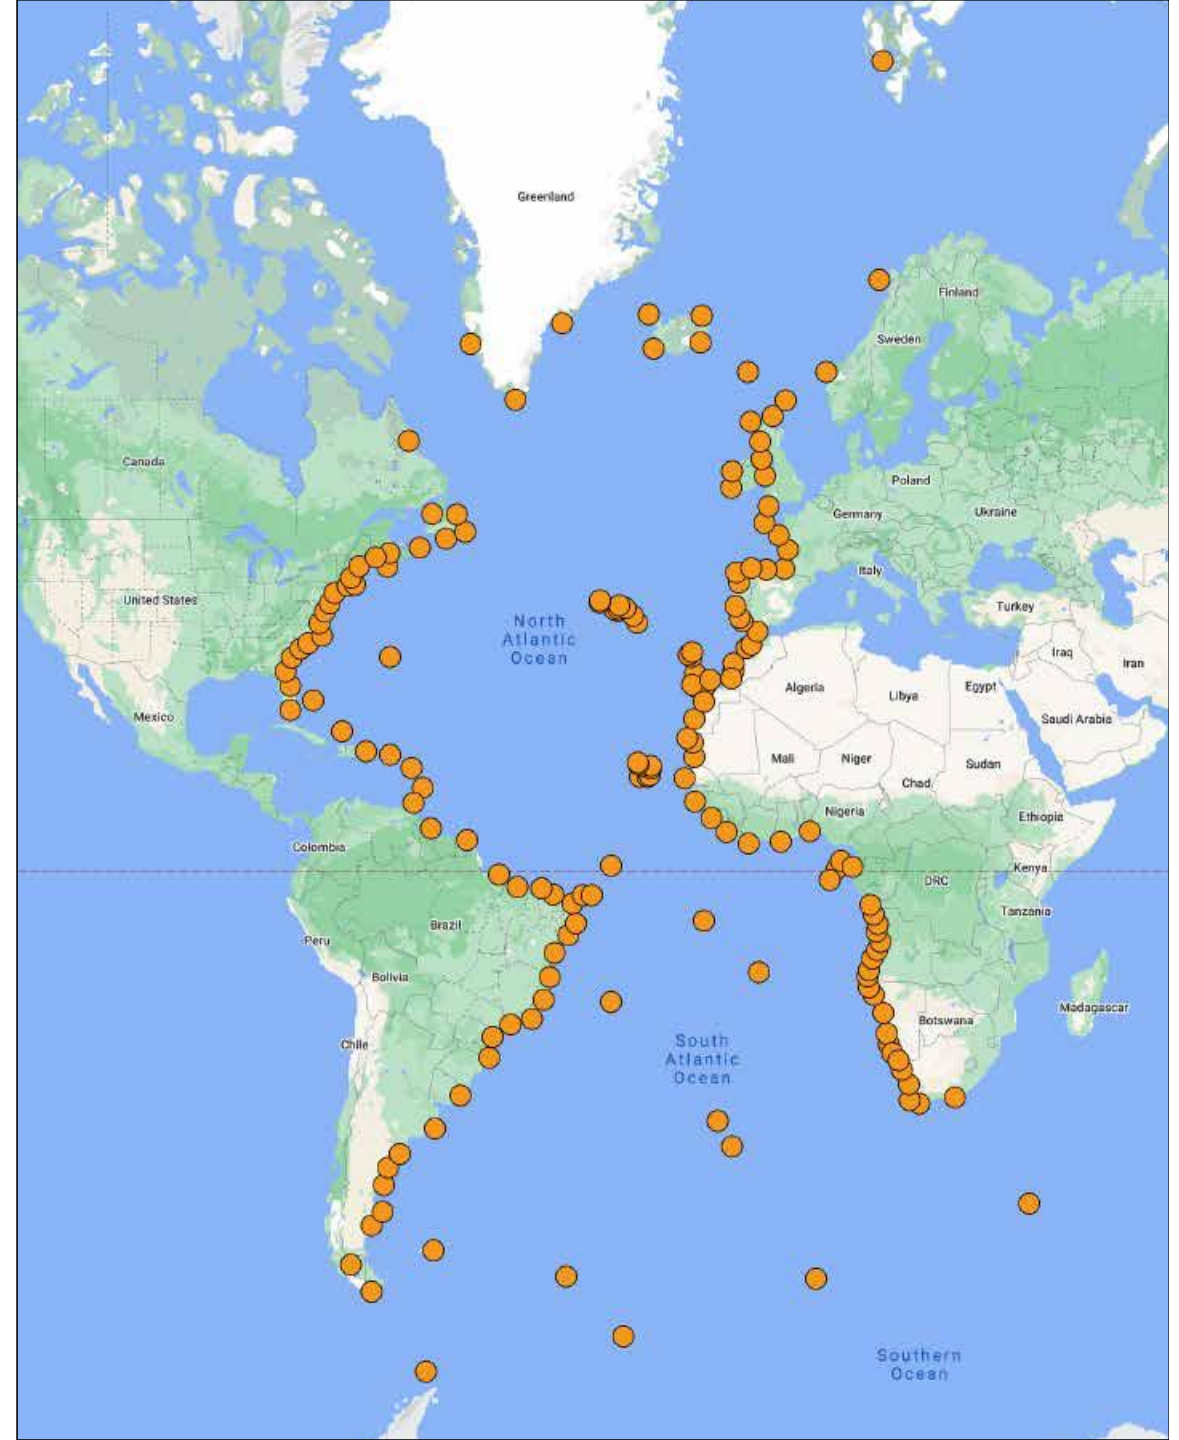 Greenland
Finland
Sweden
Canada
Poland
Germany
Ukraine
Italy
United States
Turkey
North
Atlantic
Ocean
Iraq
Iran
Algeria
Libya
Egypt
Mexico
Saudi Arabia
Mali
Niger
Sudan
Chad
Nigeria
Ethiopia
Colombia
Kenya
DRC
Tanzania
Brazil
Peru
Bolivia
Madagascar
Botswana
Chile
South
Atlantic
Ocean
Southern
Ocean